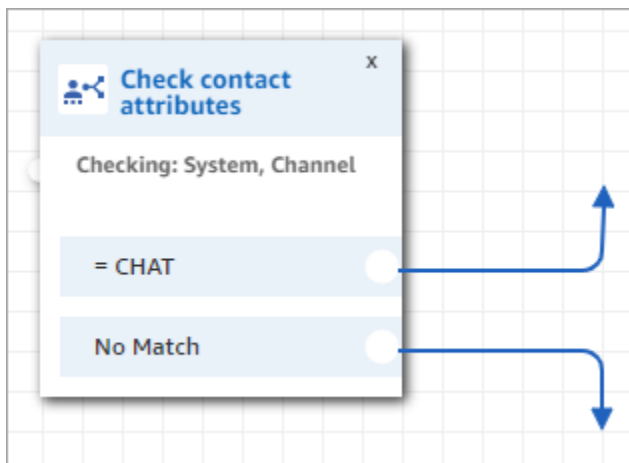 x
Check contact
attributes
Checking: System, Channel
= CHAT
No Match